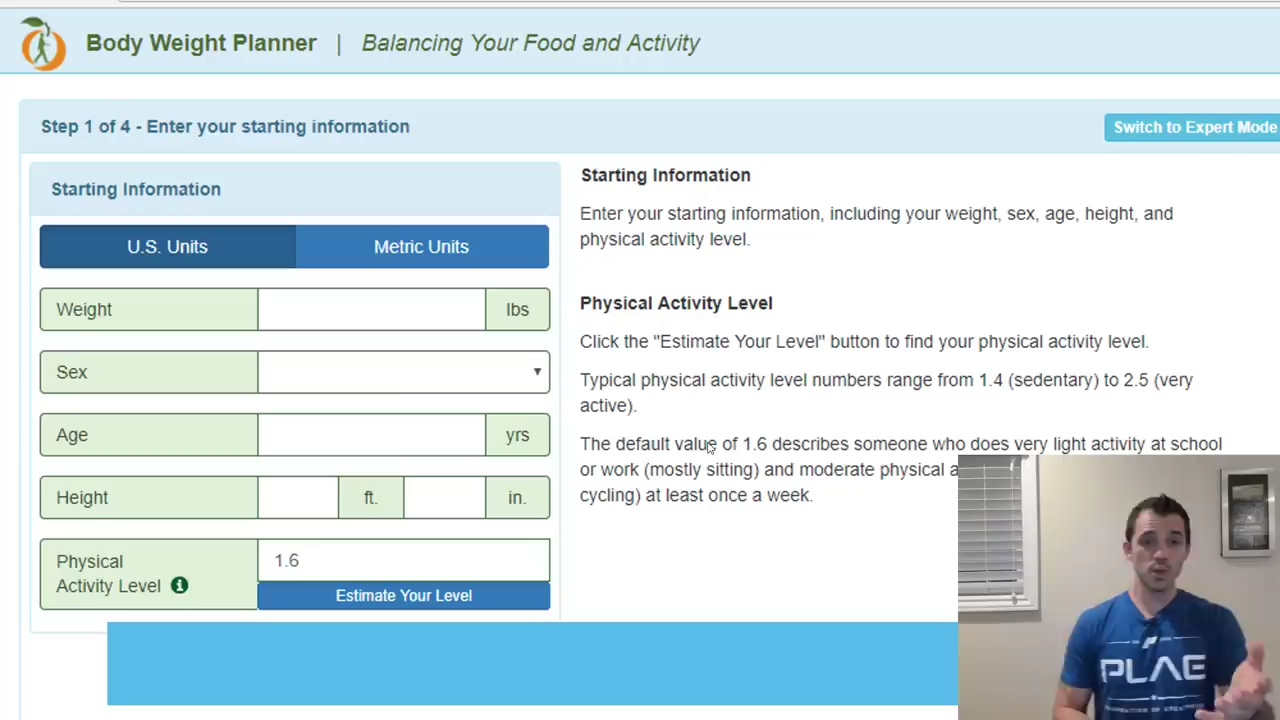 Body Weight Planner | Balancing Your Food and Activity
Step 1 of 4 - Enter your starting information
Switch to Expert Mode
Starting Information
U.S. Units
Metric Units
Weight
lbs
Sex
Age
yrs
Height
ft.
in.
Physical
Activity Level
1.6
Estimate Your Level
Starting Information
Enter your starting information, including your weight, sex, age, height, and
physical activity level.
Physical Activity Level
Click the "Estimate Your Level" button to find your physical activity level.
Typical physical activity level numbers range from 1.4 (sedentary) to 2.5 (very
active).
The default value of 1.6 describes someone who does very light activity at school
or work (mostly sitting) and moderate physical
cycling) at least once a week.
PLAE